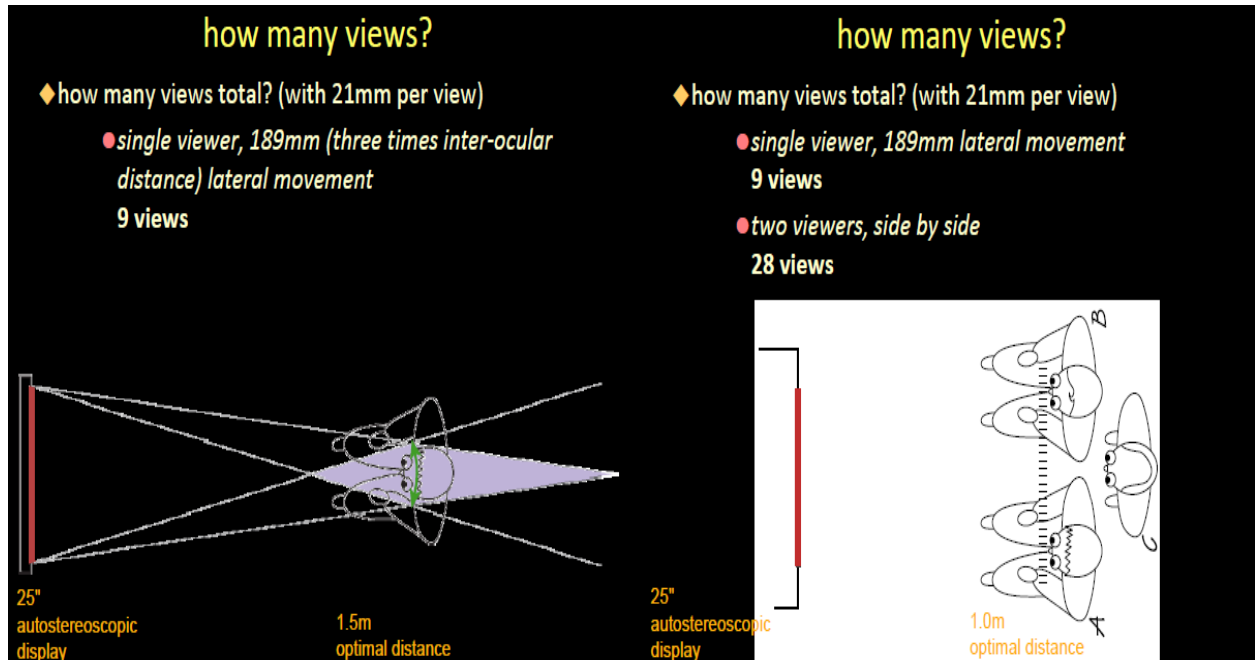 how many views?
◆how many views total? (with 21mm per view)
●single viewer, 189mm (three times inter-ocular
distance) lateral movement
9 views
25"
autostereoscopic
display
1.5m
optimal distance
how many views?
◆how many views total? (with 21mm per view)
●single viewer, 189mm lateral movement
9 views
●two viewers, side by side
28 views
B
C
A
25"
autostereoscopic
display
1.0m
optimal distance